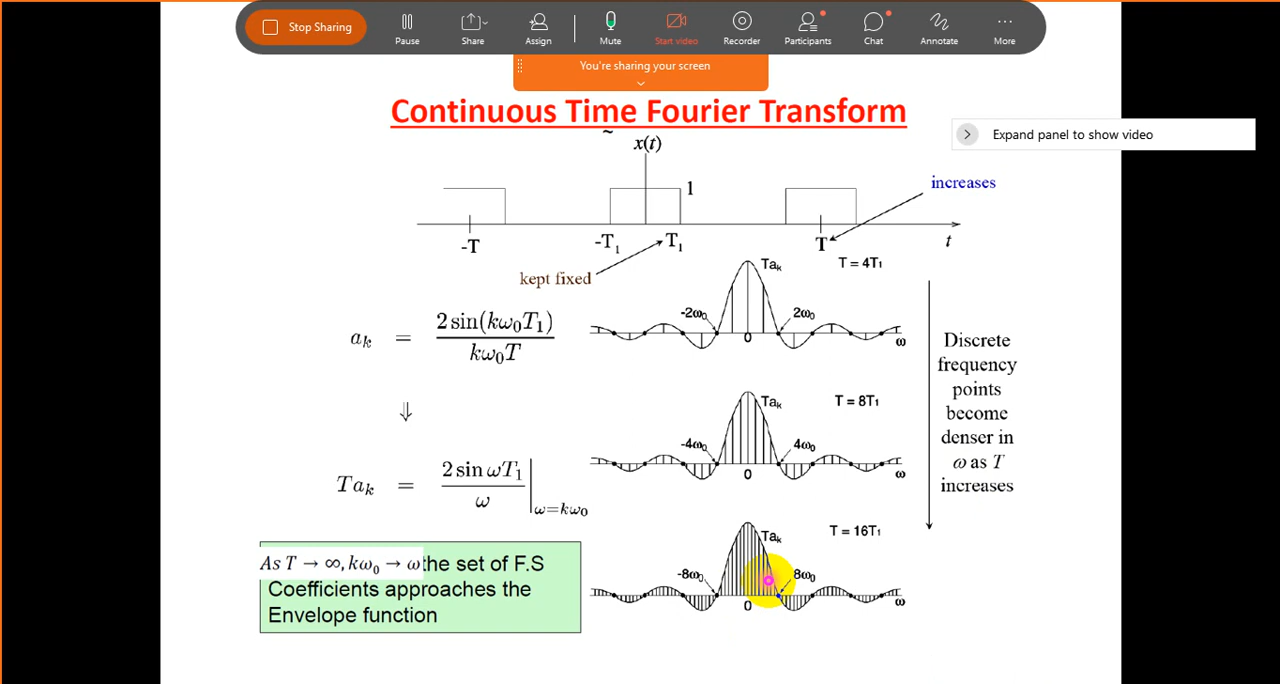 Stop Sharing
Pause
Share
Assign
Mute
Start video
Recorder
Participants
Chat
Annotate
More
You're sharing your screen
Continuous Time Fourier Transform
Expand panel to show video
~
x(t)
1
increases
-T
-T₁
T₁
T
t
kept fixed
Taₖ
T = 4T₁
-2ω₀
2ω₀
0
ω
aₖ = 2 sin(kω₀T₁) / kω₀T
⇓
Taₖ
T = 8T₁
-4ω₀
4ω₀
0
ω
Taₖ = 2 sin ωT₁ / ω |ω=kω₀
Discrete
frequency
points
become
denser in
ω as T
increases
Taₖ
T = 16T₁
-8ω₀
8ω₀
0
ω
As T → ∞, kω₀ → ω the set of F.S
Coefficients approaches the
Envelope function